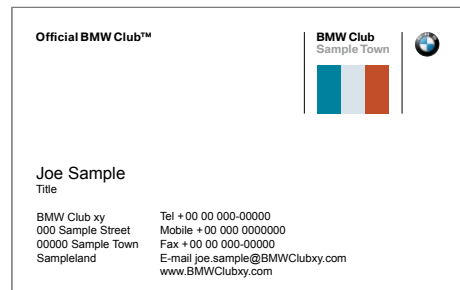 Official BMW Club™
BMW Club
Sample Town
Joe Sample
Title
BMW Club xy
000 Sample Street
00000 Sample Town
Sampleland
Tel +00 00 000-00000
Mobile +00 000 0000000
Fax +00 00 000-00000
E-mail joe.sample@BMWClubxy.com
www.BMWClubxy.com